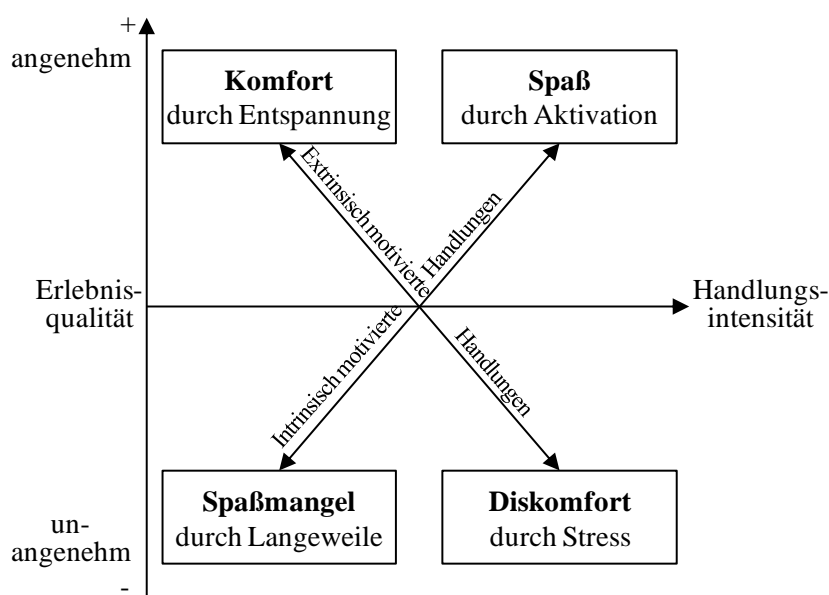 +
angenehm
Komfort
durch Entspannung
Spaß
durch Aktivation
Extrinsisch motivierte
Handlungen
Erlebnis-
qualität
Handlungs-
intensität
Intrinsisch motivierte
Handlungen
Spaßmangel
durch Langeweile
Diskomfort
durch Stress
un-
angenehm
-